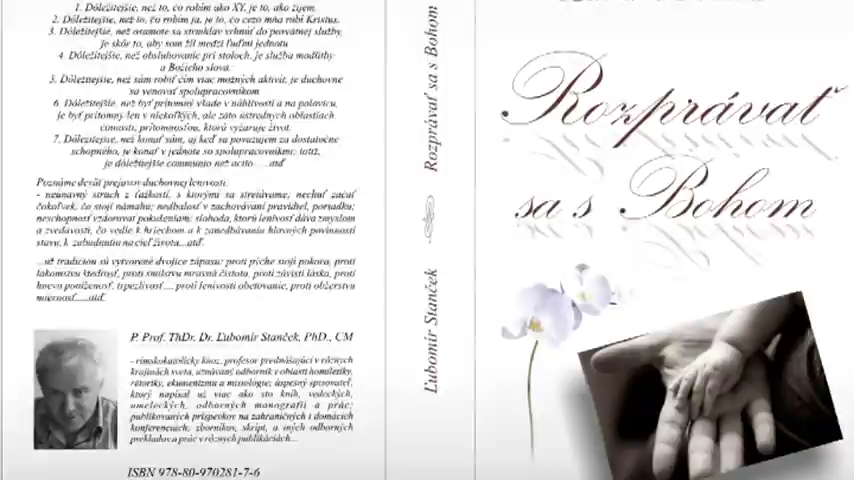 1. Dôležitejšie, než to, čo robím ako XY, je to, ako žijem.
2. Dôležitejšie, než to, čo robím ja, je to, čo cezo mňa robí Kristus.
3. Dôležitejšie, než osamote sa strmhlav vrhnúť do powátnej služby,
je skôr to, aby som žil medzi ľuďmi jednotu
4. Dôležitejšie, než obsluhovanie pri stoloch, je služba modlitby
a Božieho slova.
5. Dôležitejšie, než sám robiť čím viac možných aktivít, je duchovne
sa venovať spolupracovníkom
6. Dôležitejšie, než byť prítomný všade v náhlivosti a na polovicu,
je byť prítomný len v niekoľkých, ale zato ústredných oblastiach
činnosti, prítomnosťou, ktorá vyžaruje život.
7. Dôležitejšie, než konať sám, aj keď sa považujem za dostatočne
schopného, je konať v jednote so spolupracovníkmi; totiž,
je dôležitejšie communio než actio......atď
Poznáme deväť prejavov duchovnej lenivosti:
- neúnavný strach z ťažkostí, s ktorými sa stretávame; nechuť začať
čokoľvek, čo stojí námahu; nedbalosť v zachovávaní pravidiel, poriadku;
neschopnosť vzdorovať pokušeniam; sloboda, ktorú lenivosť dáva zmyslom
a zvedavosti, čo vedie k hriechom a k zanedbávaniu hlavných povinností
stavu, k zabudnutiu na cieľ života...atď.
...už tradíciou sú vytvorené dvojice zápasu: proti pýche stojí pokora, proti
lakomstvu štedrosť, proti smilstvu mravná čistota, proti závisti láska, proti
hnevu poníženosť, trpezlivosť.... proti lenivosti obetovanie, proti obžerstvu
miernosť.....atď.
P. Prof. ThDr. Dr. Ľubomír Stanček, PhD., CM
- rímskokatolícky kňaz, profesor prednášajúci v rôznych
krajinách sveta, uznávaný odborník v oblasti homiletiky,
rétoriky, ekumenizmu a misiológie; úspešný spisovateľ,
ktorý napísal už viac ako sto kníh, vedeckých,
umeleckých, odborných monografií a prác;
publikovaných príspevkov na zahraničných i domácich
konferenciách, zborníkov, skrípt, a iných odborných
prekladov a prác v rôznych publikáciách...
ISBN 978-80-970281-7-6
Ľubomír Stanček
Rozprávať sa s Bohom
Rozprávať
sa s Bohom